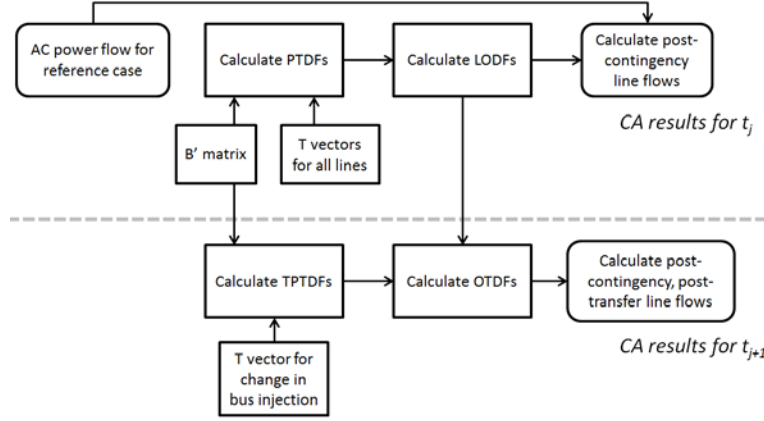 AC power flow for
reference case
Calculate PTDFs
Calculate LODFs
Calculate post-
contingency
line flows
CA results for tj
B' matrix
T vectors
for all lines
Calculate TPTDFs
Calculate OTDFs
Calculate post-
contingency, post-
transfer line flows
CA results for tj+1
T vector for
change in
bus injection